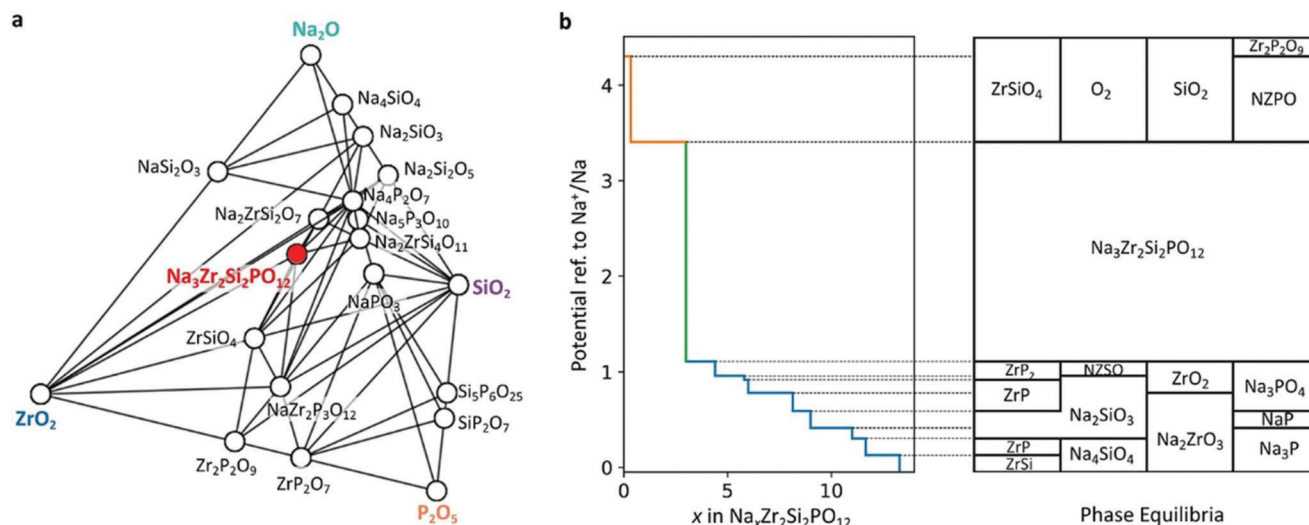 a
Na₂O
Na₄SiO₄
Na₂SiO₃
NaSi₂O₃
Na₂Si₂O₅
Na₄P₂O₇
Na₂ZrSi₂O₇
Na₅P₃O₁₀
Na₂ZrSi₄O₁₁
Na₃Zr₂Si₂PO₁₂
NaPO₃
SiO₂
ZrSiO₄
ZrO₂
NaZr₂P₃O₁₂
Si₅P₆O₂₅
SiP₂O₇
Zr₂P₂O₉
ZrP₂O₇
P₂O₅
b
Potential ref. to Na⁺/Na
4
3
2
1
0
0 5 10
x in NaₓZr₂Si₂PO₁₂
ZrSiO₄ O₂ SiO₂ Zr₂P₂O₉
NZPO
Na₃Zr₂Si₂PO₁₂
ZrP₂ NZSO ZrO₂ Na₃PO₄
ZrP Na₂SiO₃
NaP
Na₂ZrO₃
ZrP Na₄SiO₄ Na₃P
ZrSi
Phase Equilibria